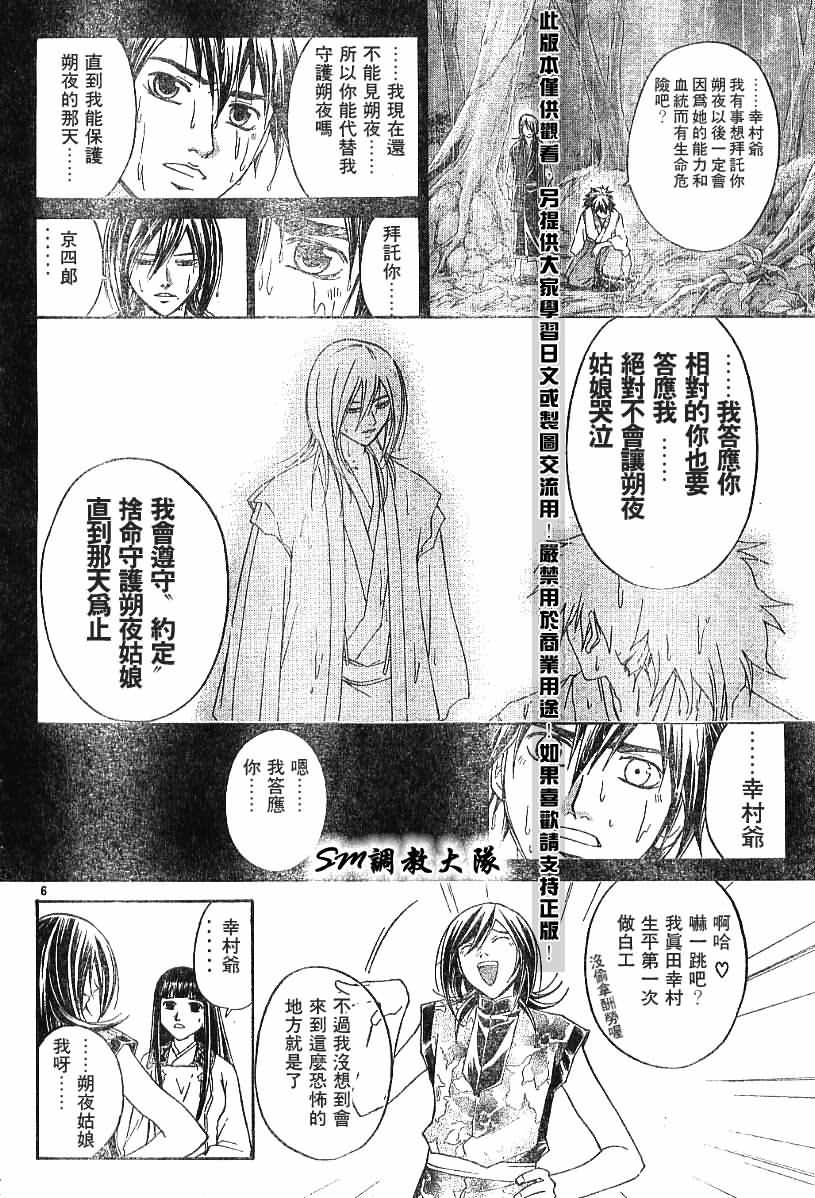 ……幸村爺
我有事想拜託你
朔夜以後一定會
因為她的能力和
血統而有生命危
險吧？
……我現在還
不能見朔夜……
所以你能代替我
守護朔夜嗎
直到我能保護
朔夜的那天……
拜託你……
京四郎
……我答應你
相對的你也要
答應我……
絕對不會讓朔夜
姑娘哭泣
我會遵守〝約定〞
捨命守護朔夜姑娘
直到那天為止
……幸村爺
嗯……
我答應
你……
啊哈♡
嚇一跳吧？
我真田幸村
生平第一次
做白工
沒偷拿酬勞喔
不過我沒想到會
來到這麼恐怖的
地方就是了
幸村爺
……
……朔夜姑娘
我呀……
6
SM調教大隊
此版本僅供觀看，另提供大家學習日文或製圖交流用！嚴禁用於商業用途！如果喜歡請支持正版！